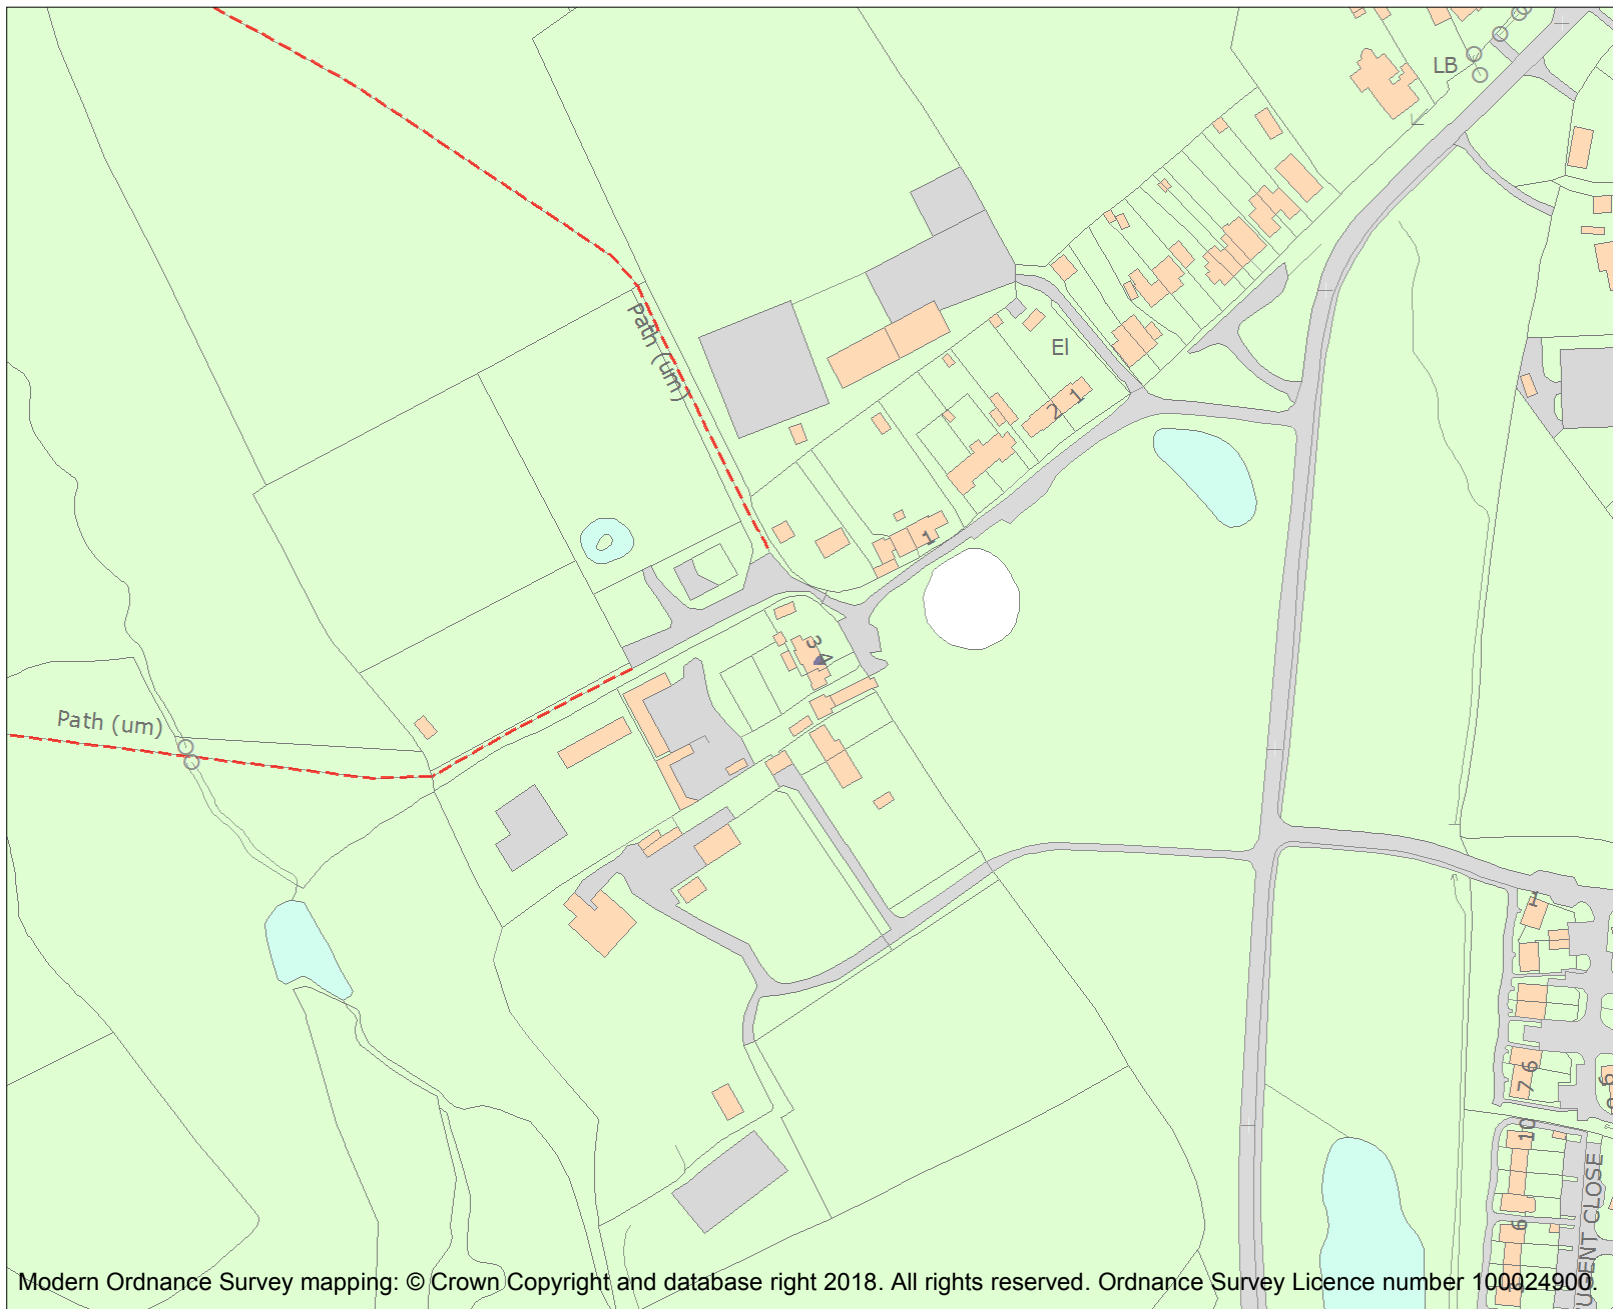 LB
Path (um)
El
2 1
1
3
4
Path (um)
1
7 6
10
6
USENT CLOSE
Modern Ordnance Survey mapping: © Crown Copyright and database right 2018. All rights reserved. Ordnance Survey Licence number 100024900.